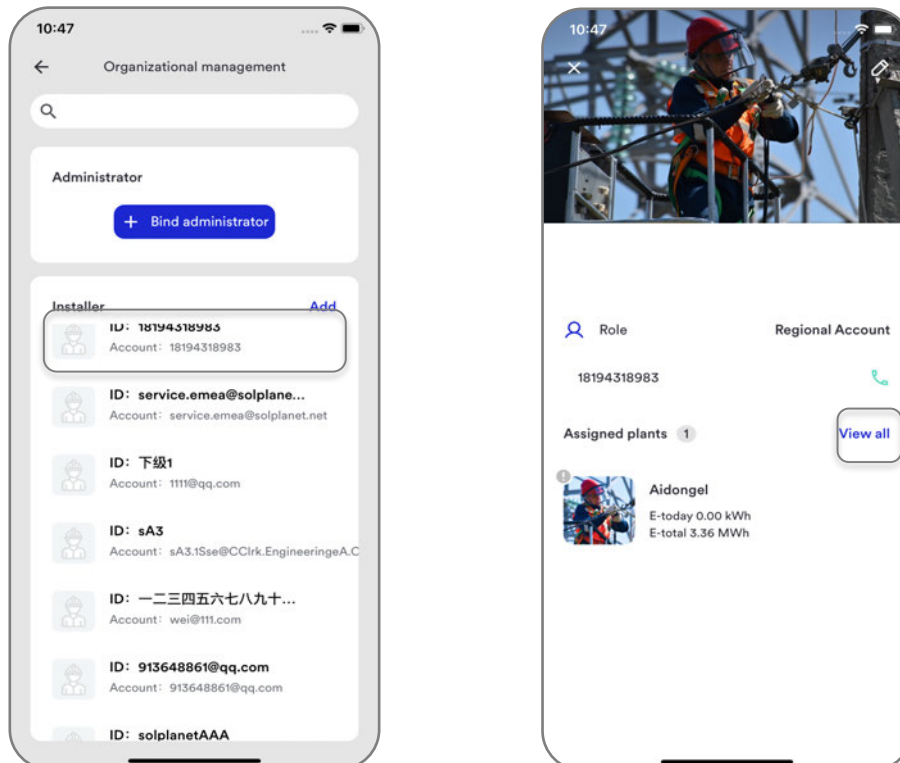 10:47
Organizational management
Administrator
+ Bind administrator
Installer
Add
ID: 18194318983
Account: 18194318983
ID: service.emea@solplane...
Account: service.emea@solplanet.net
ID: 下级1
Account: 1111@qq.com
ID: sA3
Account: sA3.1Sse@CClrk.EngineeringeA.C
ID: 一二三四五六七八九十...
Account: wei@111.com
ID: 913648861@qq.com
Account: 913648861@qq.com
ID: solplanetAAA
10:47
Role
Regional Account
18194318983
Assigned plants 1
View all
Aidongel
E-today 0.00 kWh
E-total 3.36 MWh